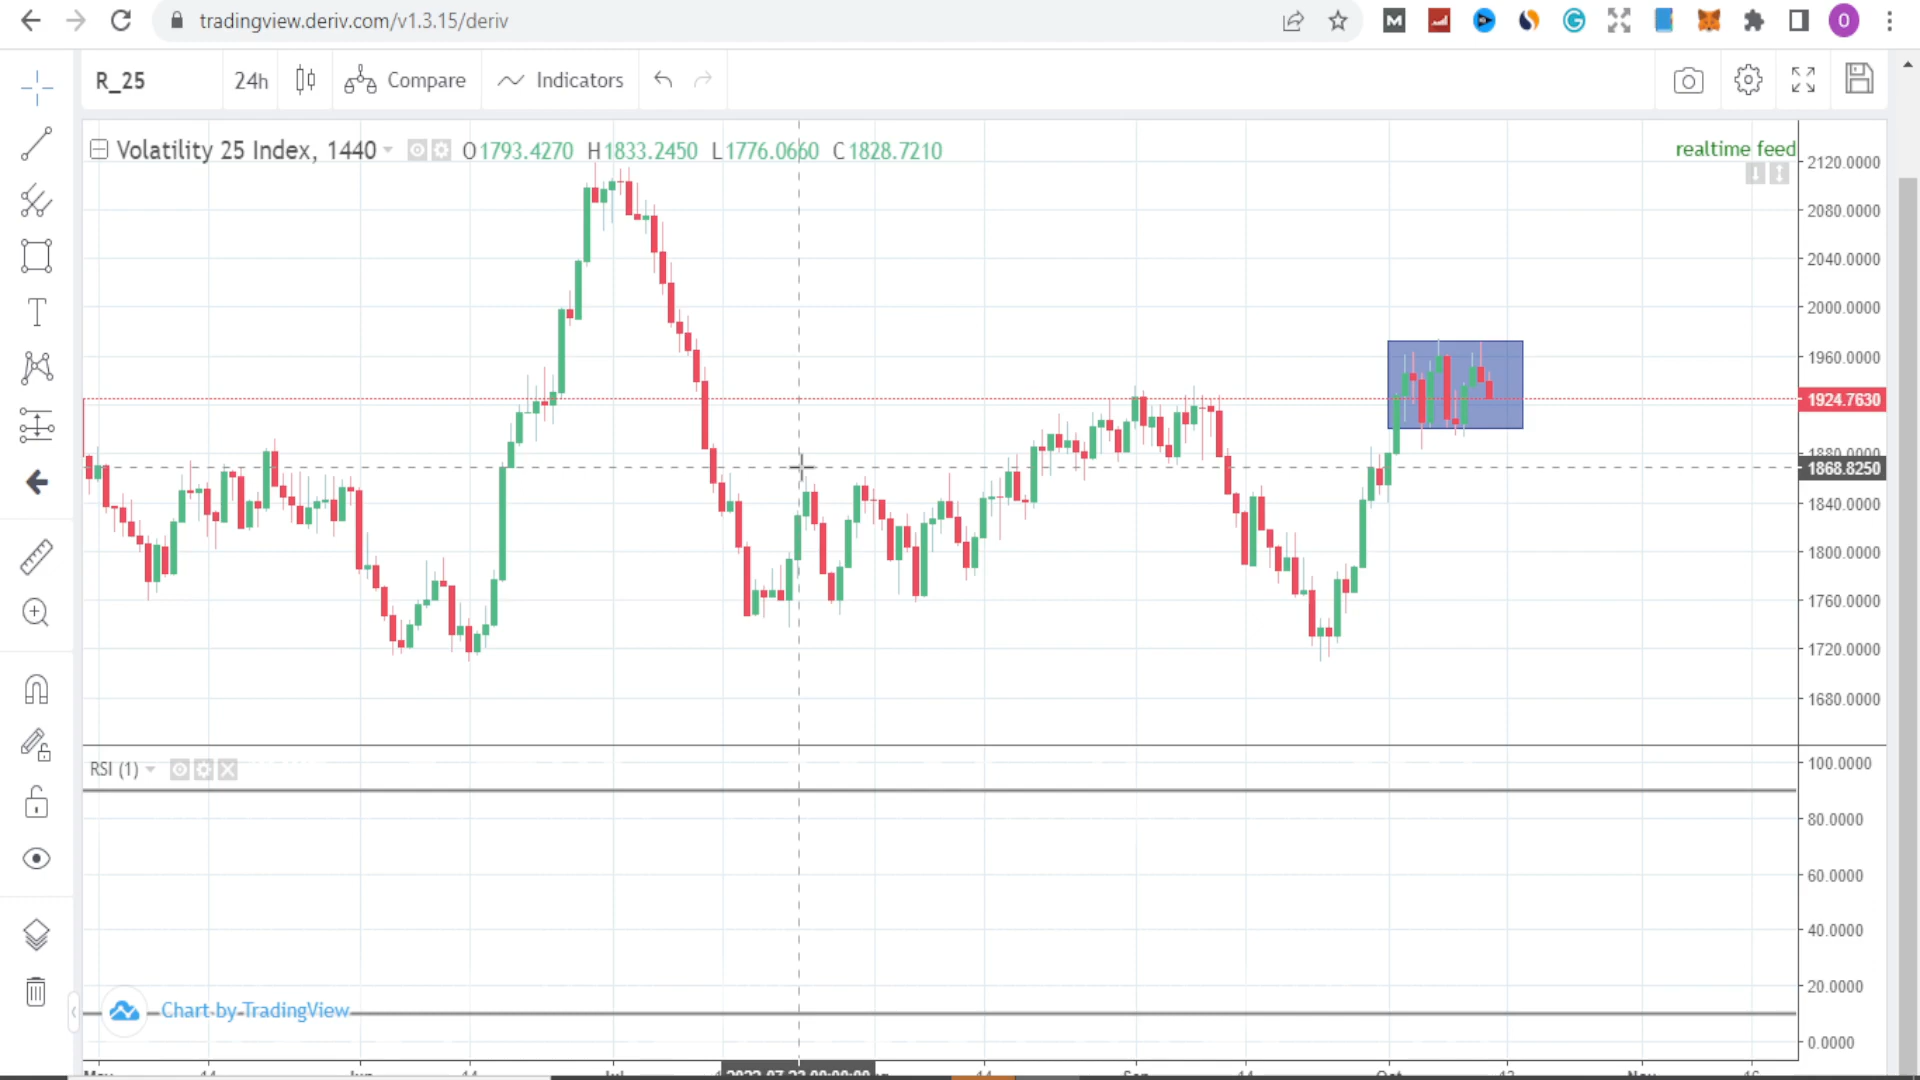 tradingview.deriv.com/v1.3.15/deriv
O
R_25 24h Compare Indicators
Volatility 25 Index, 1440 O1793.4270 H1833.2450 L1776.0660 C1828.7210
realtime feed
2120.0000
2080.0000
2040.0000
2000.0000
1960.0000
1924.7630
1880.0000
1868.8250
1840.0000
1800.0000
1760.0000
1720.0000
1680.0000
RSI (1)
100.0000
80.0000
60.0000
40.0000
20.0000
0.0000
Chart by TradingView